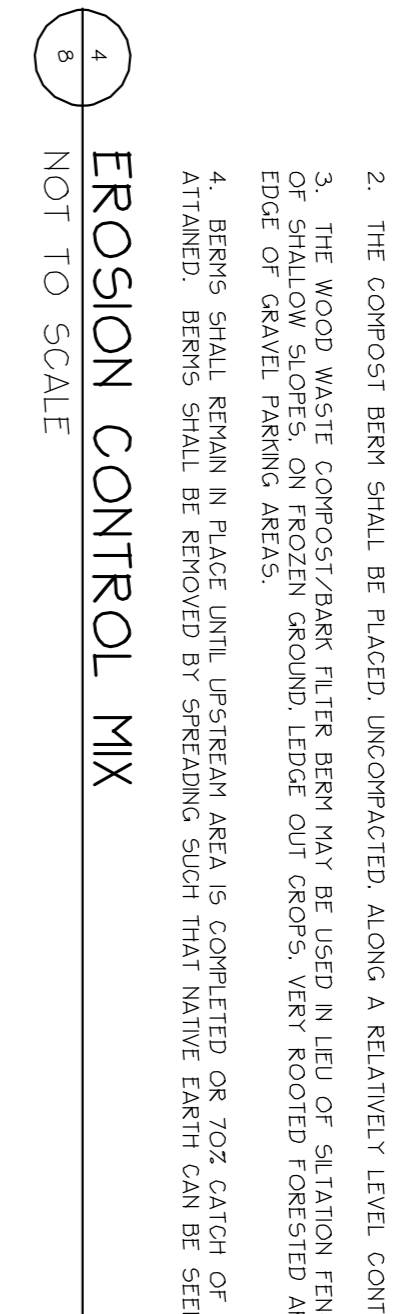 2. THE COMPOST BERM SHALL BE PLACED, UNCOMPACTED, ALONG A RELATIVELY LEVEL CONT
3. THE WOOD WASTE COMPOST/BARK FILTER BERM MAY BE USED IN LIEU OF SILTATION FEN
OF SHALLOW SLOPES, ON FROZEN GROUND, LEDGE OUT CROPS, VERY ROOTED FORESTED AR
EDGE OF GRAVEL PARKING AREAS.
4. BERMS SHALL REMAIN IN PLACE UNTIL UPSTREAM AREA IS COMPLETED OR 70% CATCH OF
ATTAINED. BERMS SHALL BE REMOVED BY SPREADING SUCH THAT NATIVE EARTH CAN BE SEE
4
8
EROSION CONTROL MIX
NOT TO SCALE